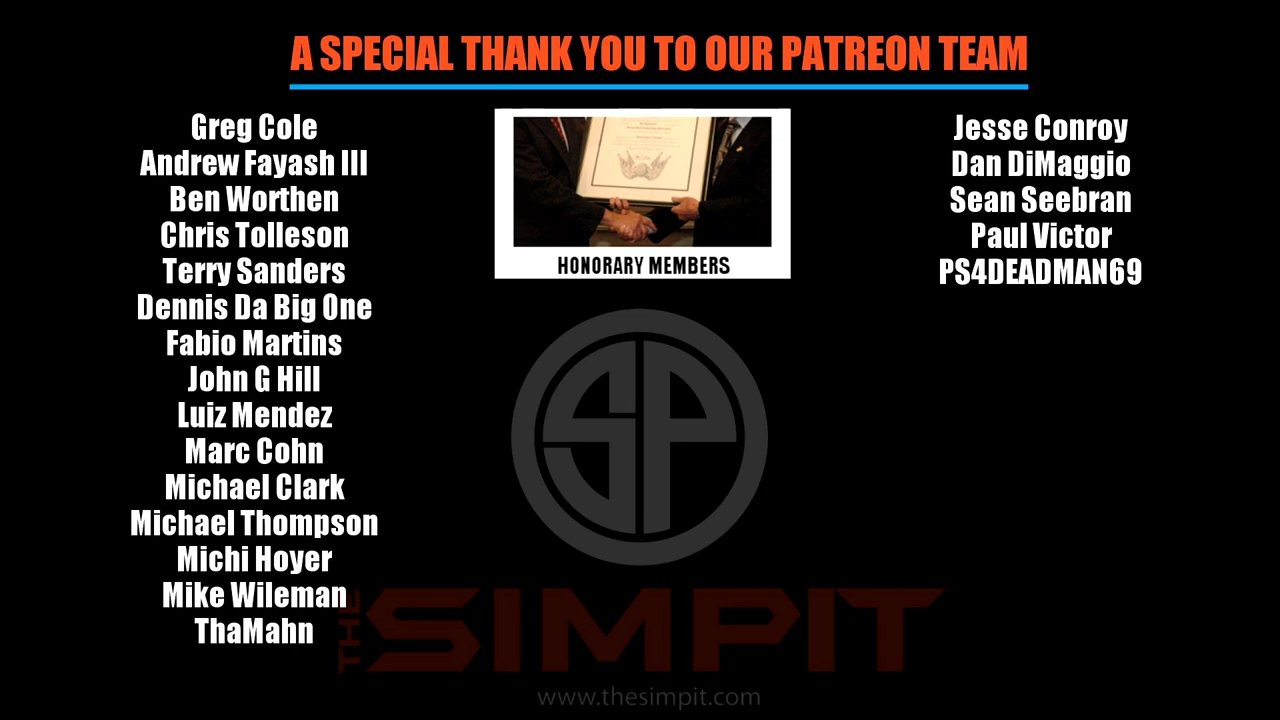 A SPECIAL THANK YOU TO OUR PATREON TEAM
Greg Cole
Andrew Fayash III
Ben Worthen
Chris Tolleson
Terry Sanders
Dennis Da Big One
Fabio Martins
John G Hill
Luiz Mendez
Marc Cohn
Michael Clark
Michael Thompson
Michi Hoyer
Mike Wileman
ThaMahn
HONORARY MEMBERS
Jesse Conroy
Dan DiMaggio
Sean Seebran
Paul Victor
PS4DEADMAN69
SP
THE SIMPIT
www.thesimpit.com